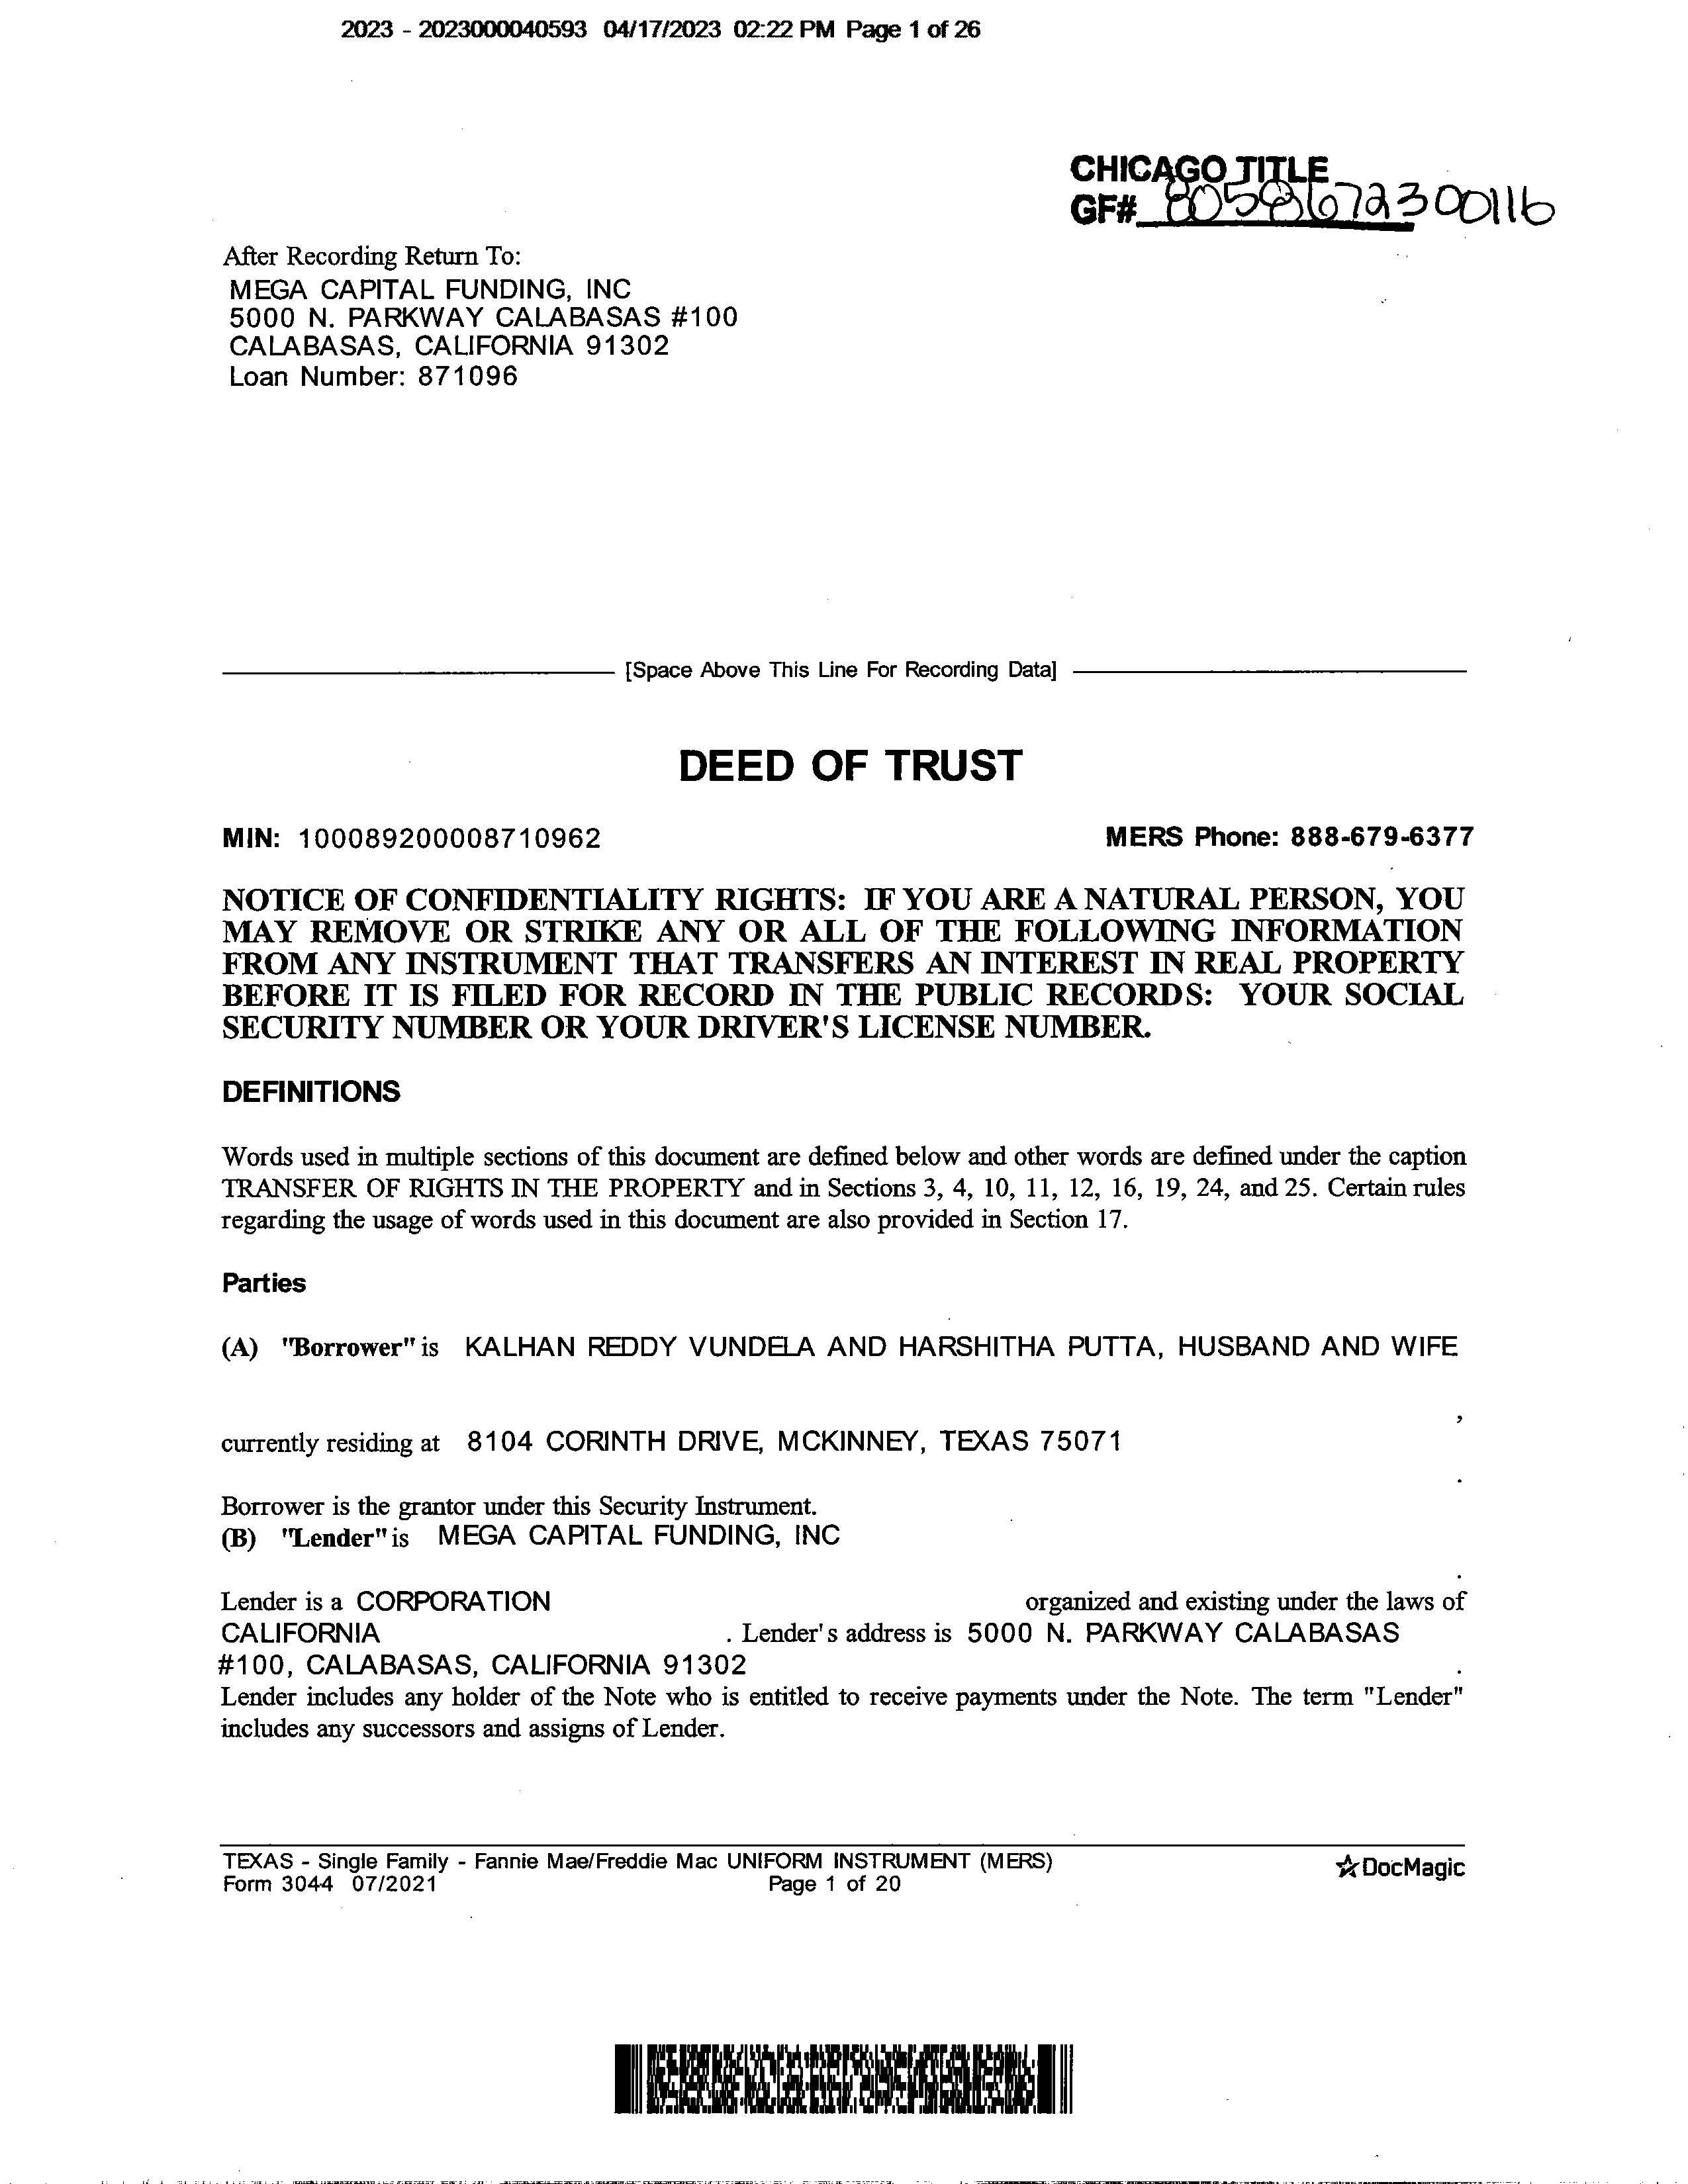 2023 - 2023000040593 04/17/2023 02:22 PM Page 1 of 26
CHICAGO TITLE
GF# 8058672300116
After Recording Return To:
MEGA CAPITAL FUNDING, INC
5000 N. PARKWAY CALABASAS #100
CALABASAS, CALIFORNIA 91302
Loan Number: 871096
[Space Above This Line For Recording Data]
DEED OF TRUST
MIN: 100089200008710962 MERS Phone: 888-679-6377
NOTICE OF CONFIDENTIALITY RIGHTS: IF YOU ARE A NATURAL PERSON, YOU
MAY REMOVE OR STRIKE ANY OR ALL OF THE FOLLOWING INFORMATION
FROM ANY INSTRUMENT THAT TRANSFERS AN INTEREST IN REAL PROPERTY
BEFORE IT IS FILED FOR RECORD IN THE PUBLIC RECORDS: YOUR SOCIAL
SECURITY NUMBER OR YOUR DRIVER'S LICENSE NUMBER.
DEFINITIONS
Words used in multiple sections of this document are defined below and other words are defined under the caption
TRANSFER OF RIGHTS IN THE PROPERTY and in Sections 3, 4, 10, 11, 12, 16, 19, 24, and 25. Certain rules
regarding the usage of words used in this document are also provided in Section 17.
Parties
(A) "Borrower" is KALHAN REDDY VUNDELA AND HARSHITHA PUTTA, HUSBAND AND WIFE
,
currently residing at 8104 CORINTH DRIVE, MCKINNEY, TEXAS 75071
.
Borrower is the grantor under this Security Instrument.
(B) "Lender" is MEGA CAPITAL FUNDING, INC
.
Lender is a CORPORATION organized and existing under the laws of
CALIFORNIA . Lender's address is 5000 N. PARKWAY CALABASAS
#100, CALABASAS, CALIFORNIA 91302 .
Lender includes any holder of the Note who is entitled to receive payments under the Note. The term "Lender"
includes any successors and assigns of Lender.
TEXAS - Single Family - Fannie Mae/Freddie Mac UNIFORM INSTRUMENT (MERS)
Form 3044 07/2021 Page 1 of 20
DocMagic